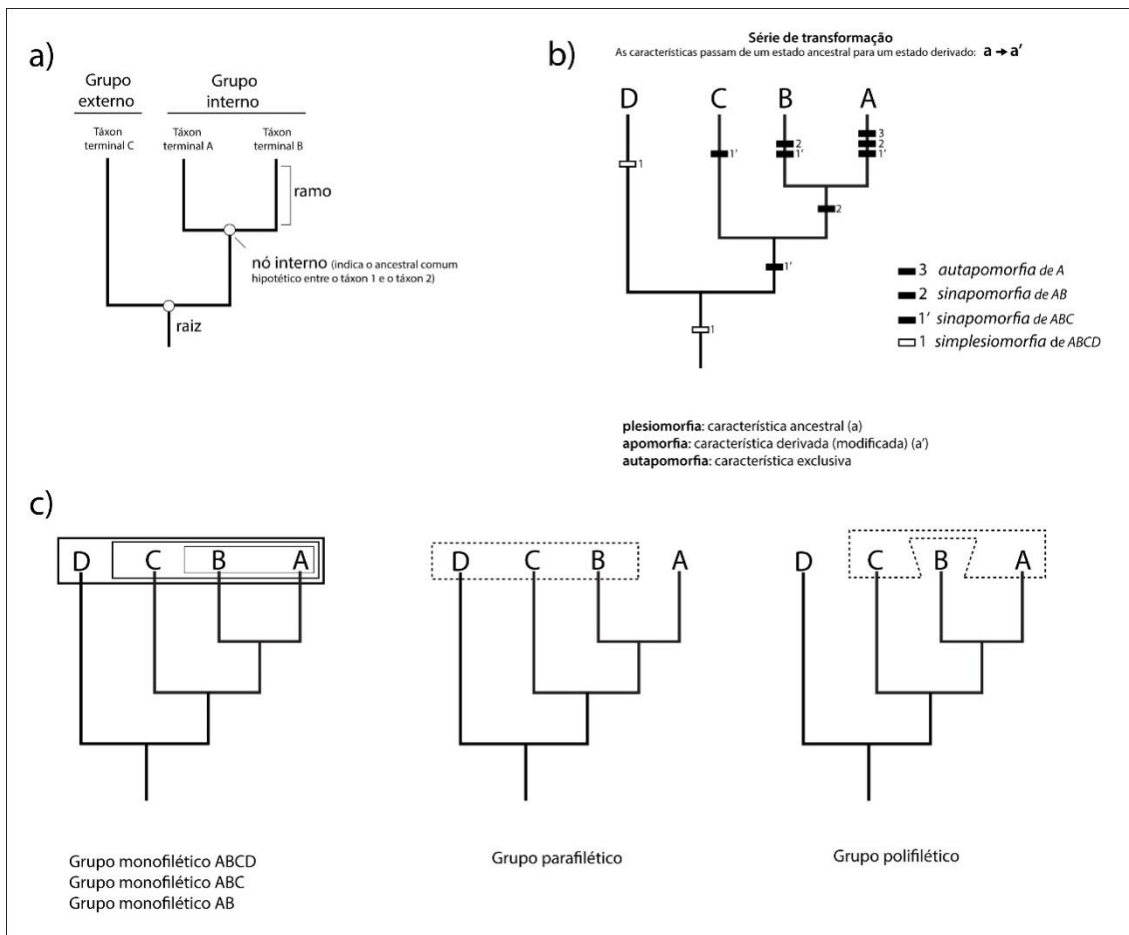 a)
Grupo externo
Grupo interno
Táxon terminal C
Táxon terminal A
Táxon terminal B
ramo
nó interno (indica o ancestral comum
hipotético entre o táxon 1 e o táxon 2)
raiz
b)
Série de transformação
As características passam de um estado ancestral para um estado derivado: a → a'
D C B A
1
1'
2
1'
3
2
1'
2
1'
1
3 autapomorfia de A
2 sinapomorfia de AB
1' sinapomorfia de ABC
1 simplesiomorfia de ABCD
plesiomorfia: característica ancestral (a)
apomorfia: característica derivada (modificada) (a')
autapomorfia: característica exclusiva
c)
D C B A
Grupo monofilético ABCD
Grupo monofilético ABC
Grupo monofilético AB
D C B A
Grupo parafilético
D C B A
Grupo polifilético